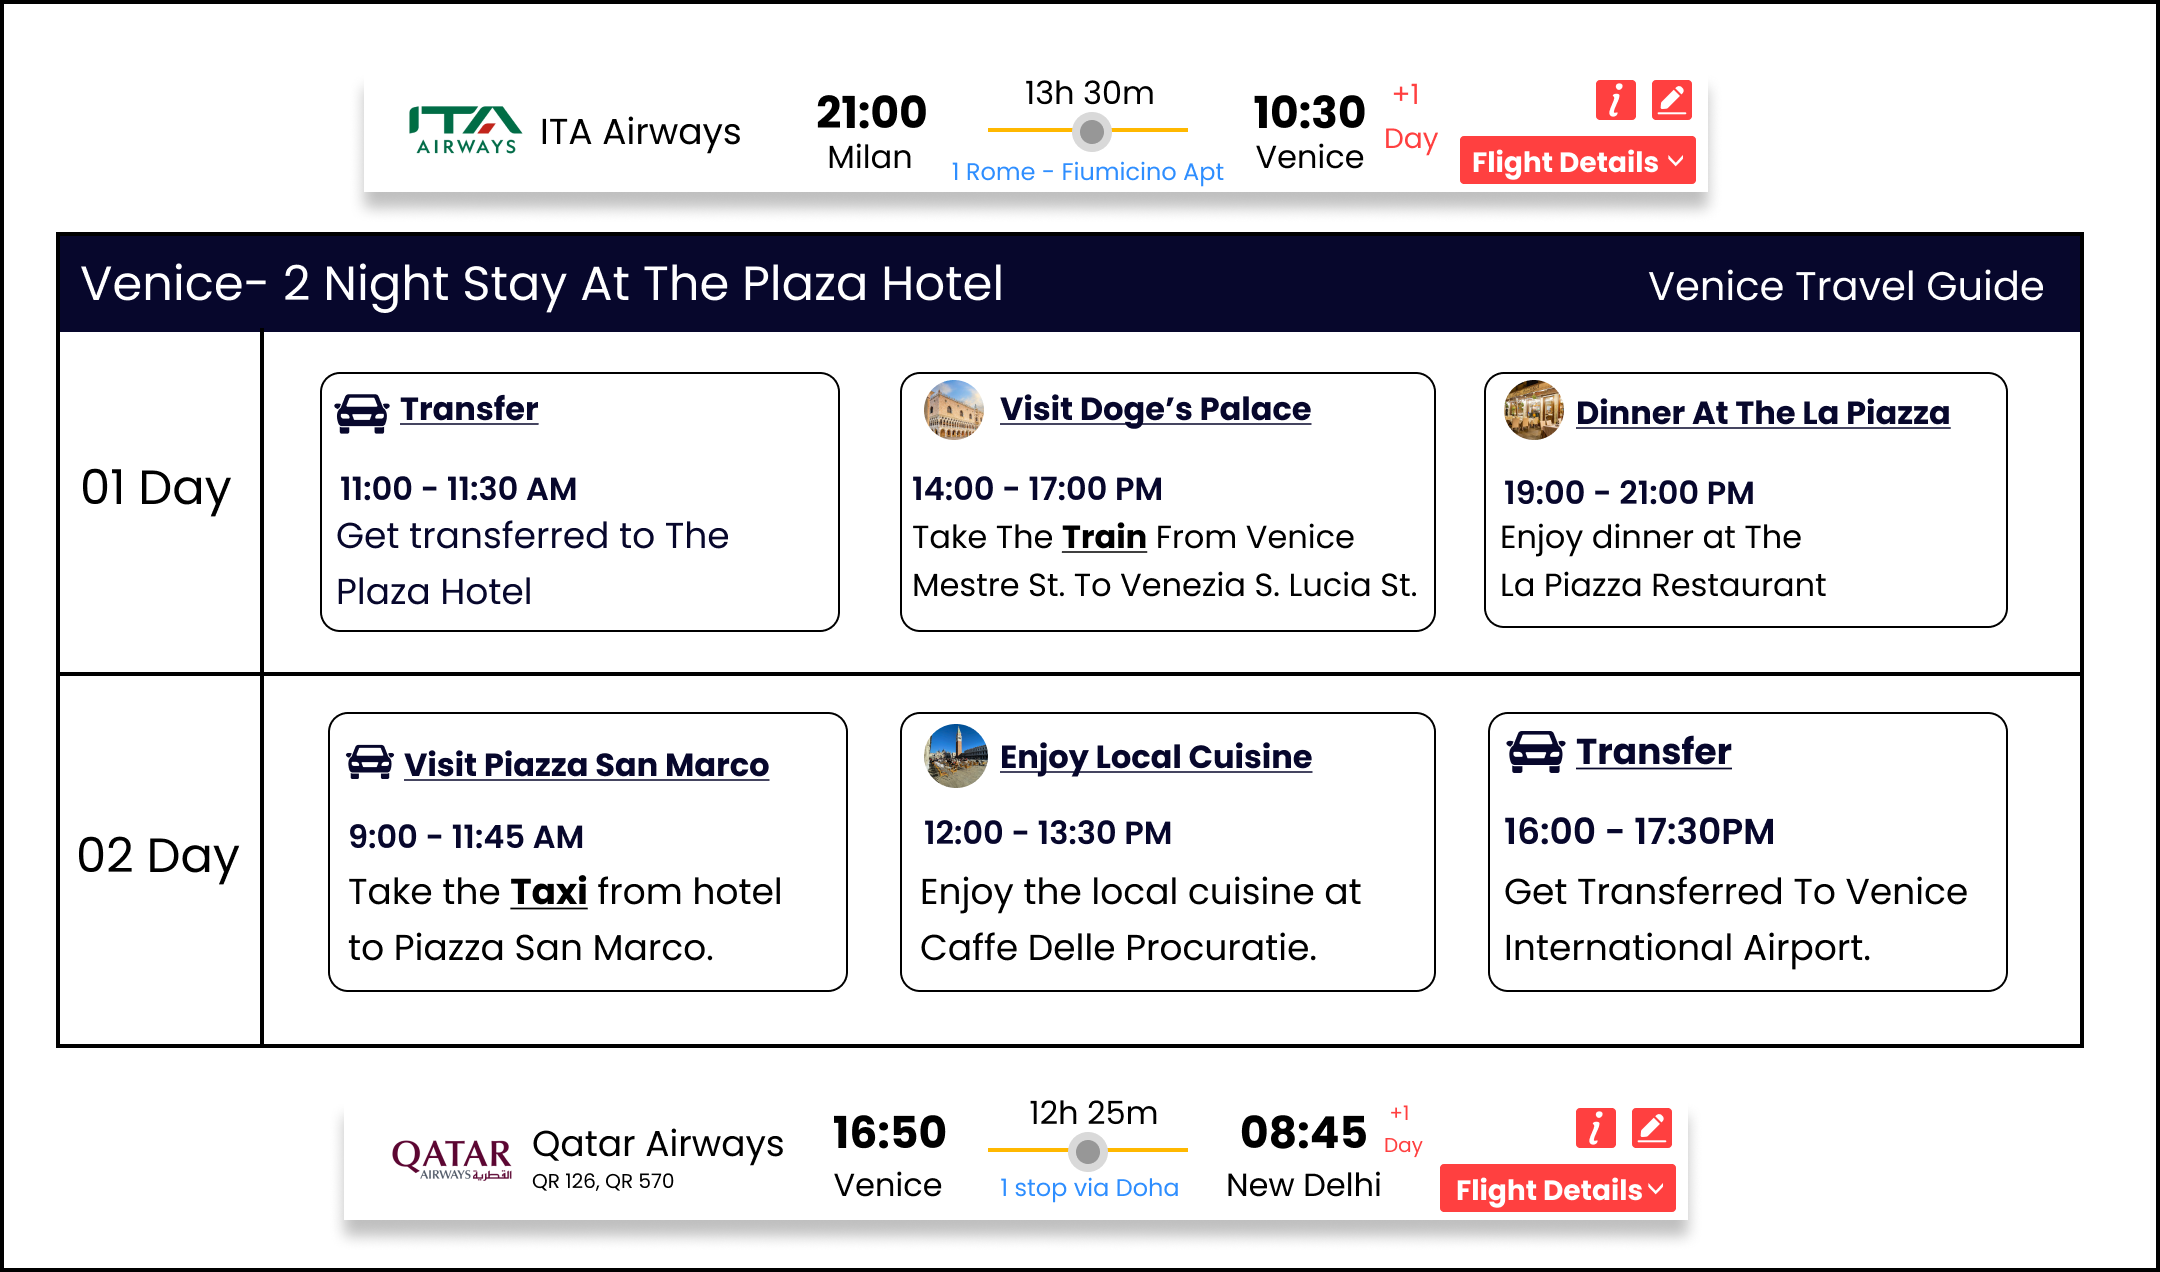 ITA
AIRWAYS
ITA Airways
21:00
Milan
13h 30m
1 Rome - Fiumicino Apt
10:30
Venice
+1
Day
i
Flight Details
Venice- 2 Night Stay At The Plaza Hotel
Venice Travel Guide
01 Day
Transfer
11:00 - 11:30 AM
Get transferred to The
Plaza Hotel
Visit Doge’s Palace
14:00 - 17:00 PM
Take The Train From Venice
Mestre St. To Venezia S. Lucia St.
Dinner At The La Piazza
19:00 - 21:00 PM
Enjoy dinner at The
La Piazza Restaurant
02 Day
Visit Piazza San Marco
9:00 - 11:45 AM
Take the Taxi from hotel
to Piazza San Marco.
Enjoy Local Cuisine
12:00 - 13:30 PM
Enjoy the local cuisine at
Caffe Delle Procuratie.
Transfer
16:00 - 17:30PM
Get Transferred To Venice
International Airport.
QATAR
AIRWAYS القطرية
Qatar Airways
QR 126, QR 570
16:50
Venice
12h 25m
1 stop via Doha
08:45
New Delhi
+1
Day
i
Flight Details